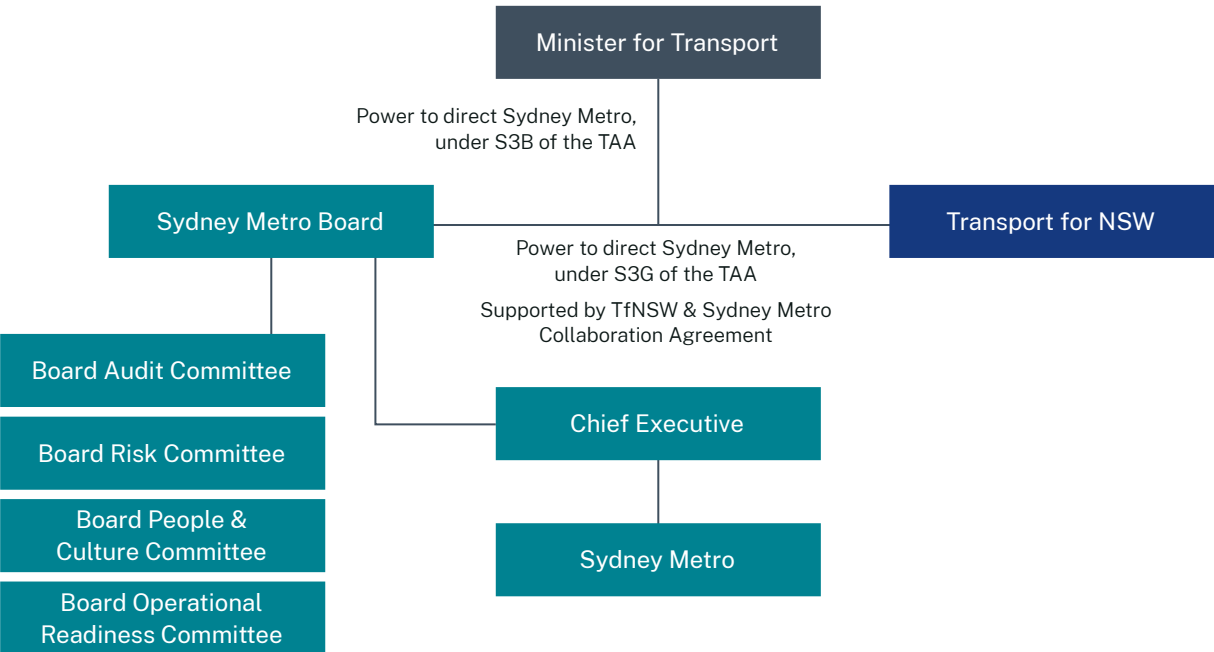 Minister for Transport
Power to direct Sydney Metro,
under S3B of the TAA
Sydney Metro Board
Transport for NSW
Power to direct Sydney Metro,
under S3G of the TAA
Supported by TfNSW & Sydney Metro
Collaboration Agreement
Board Audit Committee
Board Risk Committee
Board People &
Culture Committee
Board Operational
Readiness Committee
Chief Executive
Sydney Metro